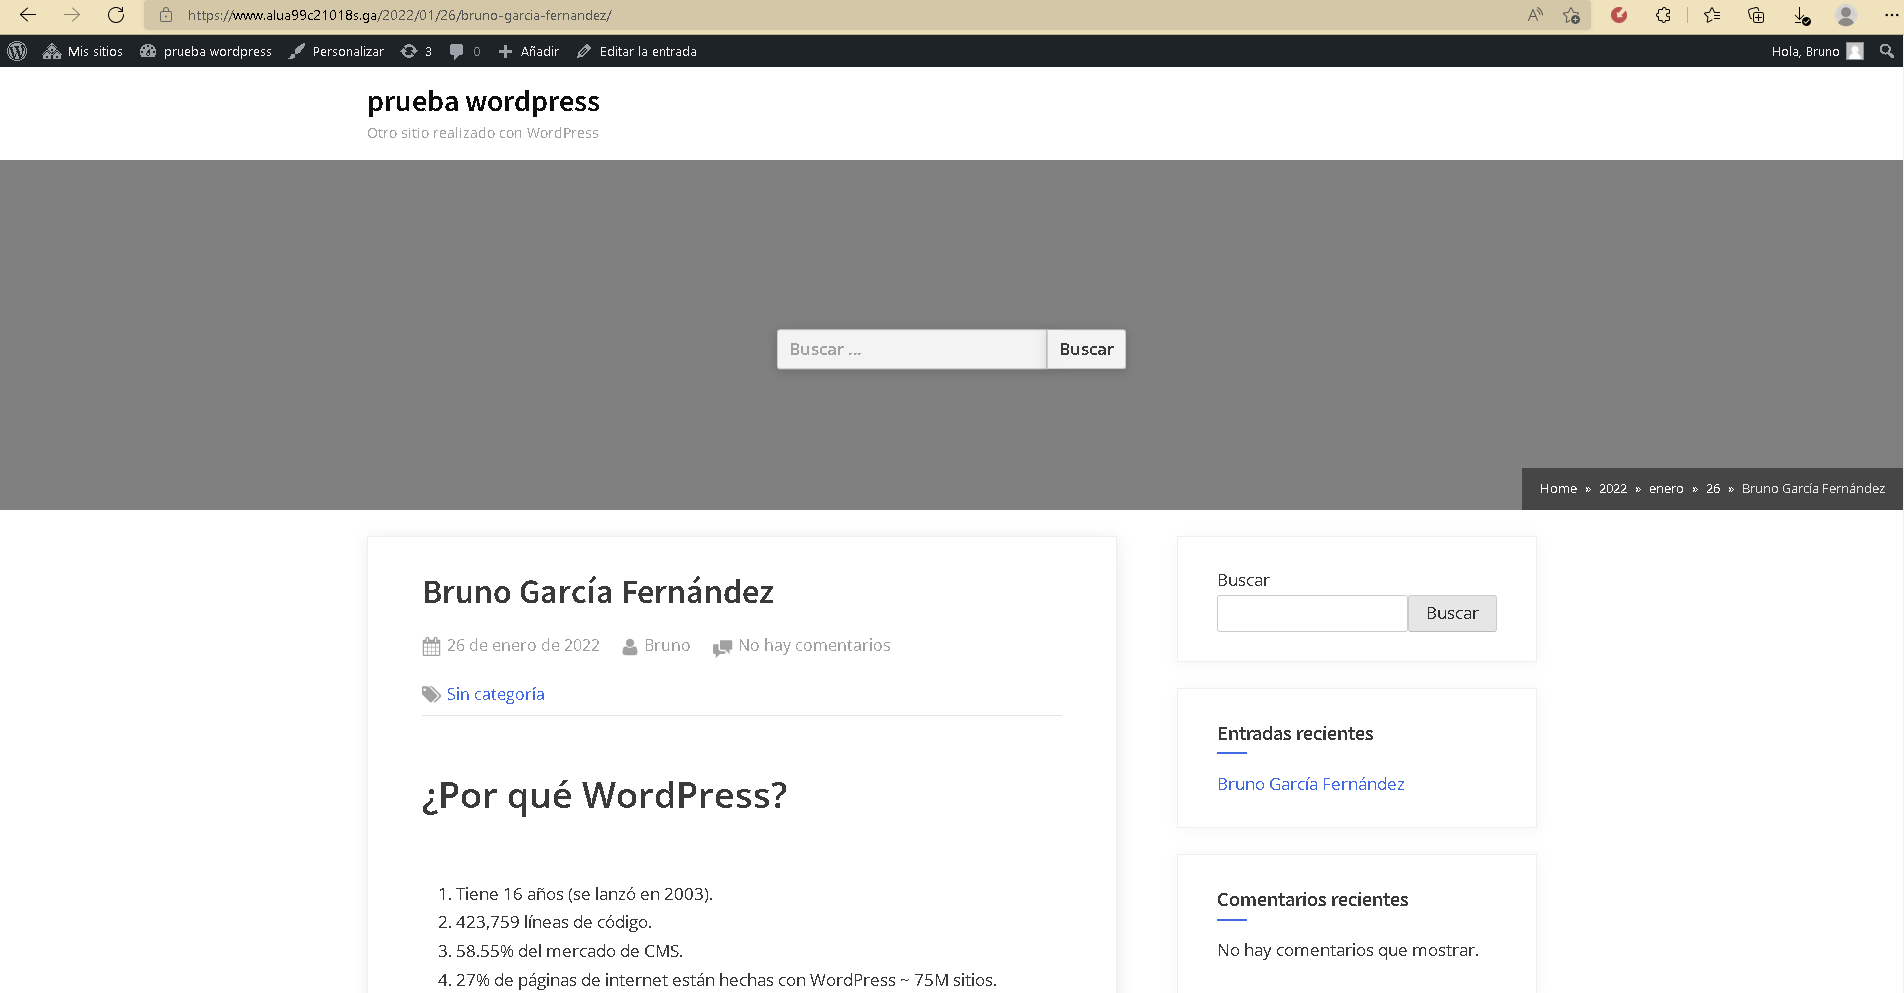 https://www.alua99c21018s.ga/2022/01/26/bruno-garcia-fernandez/
Mis sitios prueba wordpress Personalizar 3 0 Añadir Editar la entrada Hola, Bruno
prueba wordpress
Otro sitio realizado con WordPress
Buscar ... Buscar
Home » 2022 » enero » 26 » Bruno García Fernández
Bruno García Fernández
26 de enero de 2022 Bruno No hay comentarios
Sin categoría
¿Por qué WordPress?
1. Tiene 16 años (se lanzó en 2003).
2. 423,759 líneas de código.
3. 58.55% del mercado de CMS.
4. 27% de páginas de internet están hechas con WordPress ~ 75M sitios.
Buscar
Buscar
Entradas recientes
Bruno García Fernández
Comentarios recientes
No hay comentarios que mostrar.